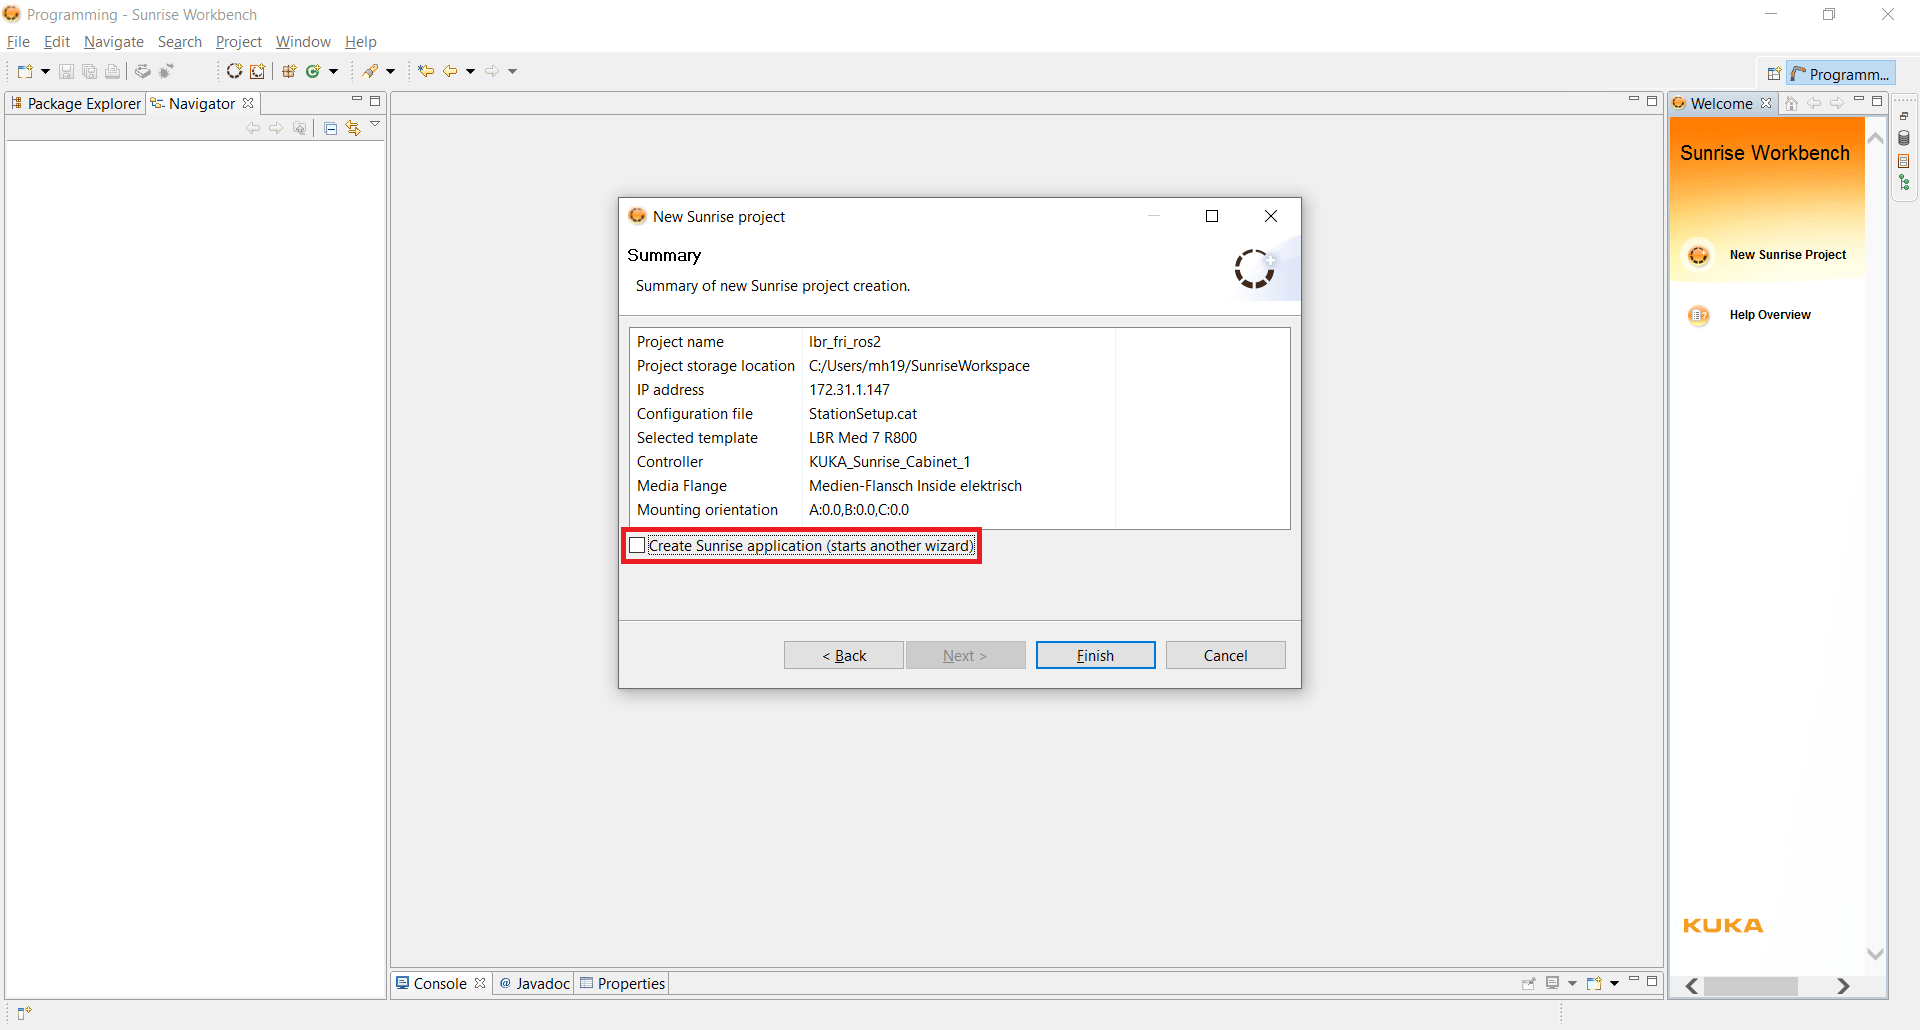 Programming - Sunrise Workbench
File Edit Navigate Search Project Window Help
Programm...
Package Explorer Navigator
Welcome
Sunrise Workbench
New Sunrise Project
Help Overview
KUKA
New Sunrise project
Summary
Summary of new Sunrise project creation.
Project name lbr_fri_ros2
Project storage location C:/Users/mh19/SunriseWorkspace
IP address 172.31.1.147
Configuration file StationSetup.cat
Selected template LBR Med 7 R800
Controller KUKA_Sunrise_Cabinet_1
Media Flange Medien-Flansch Inside elektrisch
Mounting orientation A:0.0,B:0.0,C:0.0
Create Sunrise application (starts another wizard)
< Back Next > Finish Cancel
Console @ Javadoc Properties